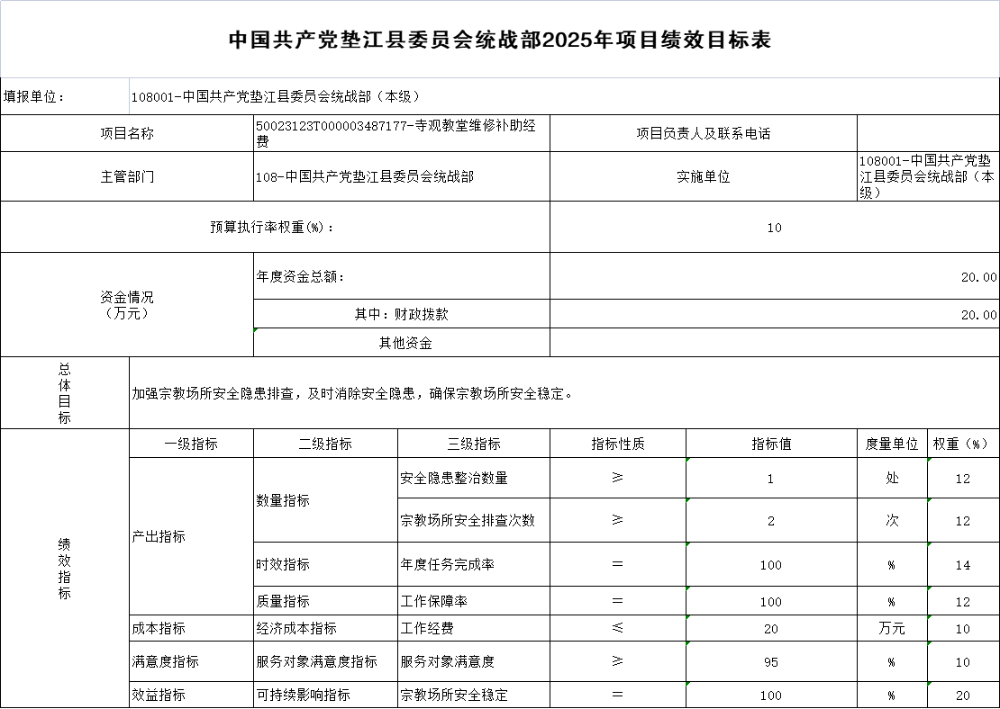 中国共产党垫江县委员会统战部2025年项目绩效目标表
填报单位：
108001-中国共产党垫江县委员会统战部（本级）
项目名称
50023123T000003487177-寺观教堂维修补助经
费
项目负责人及联系电话
主管部门
108-中国共产党垫江县委员会统战部
实施单位
108001-中国共产党垫
江县委员会统战部（本
级）
预算执行率权重(%)：
10
资金情况
（万元）
年度资金总额：
20.00
其中：财政拨款
20.00
其他资金
总
体
目
标
加强宗教场所安全隐患排查，及时消除安全隐患，确保宗教场所安全稳定。
绩
效
指
标
一级指标
二级指标
三级指标
指标性质
指标值
度量单位
权重（%）
产出指标
数量指标
安全隐患整治数量
≥
1
处
12
宗教场所安全排查次数
≥
2
次
12
时效指标
年度任务完成率
＝
100
%
14
质量指标
工作保障率
＝
100
%
12
成本指标
经济成本指标
工作经费
≤
20
万元
10
满意度指标
服务对象满意度指标
服务对象满意度
≥
95
%
10
效益指标
可持续影响指标
宗教场所安全稳定
＝
100
%
20